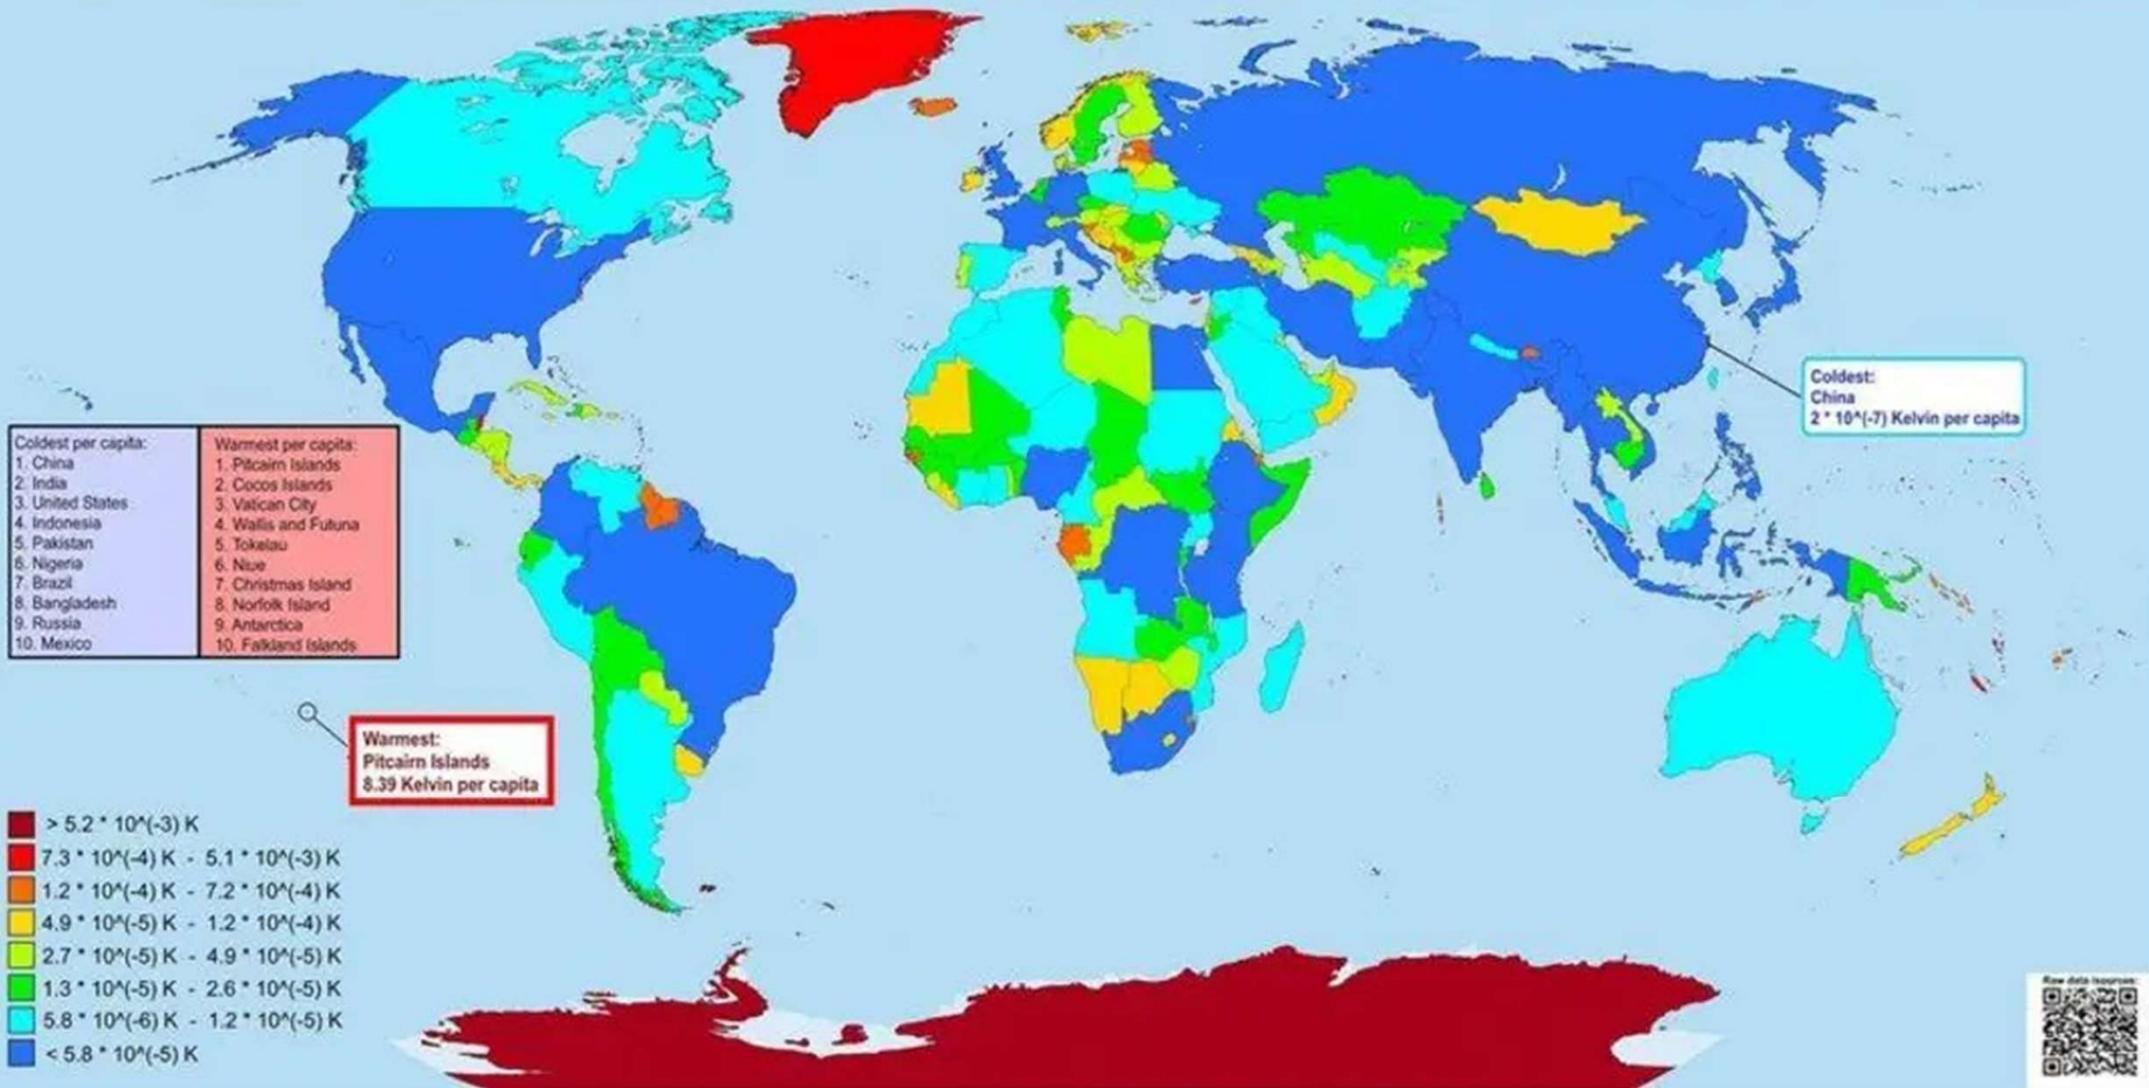 Coldest:
China
2 * 10^(-7) Kelvin per capita
Coldest per capita:
1. China
2. India
3. United States
4. Indonesia
5. Pakistan
6. Nigeria
7. Brazil
8. Bangladesh
9. Russia
10. Mexico
Warmest per capita:
1. Pitcairn Islands
2. Cocos Islands
3. Vatican City
4. Wallis and Futuna
5. Tokelau
6. Niue
7. Christmas Island
8. Norfolk Island
9. Antarctica
10. Falkland Islands
Warmest:
Pitcairn Islands
8.39 Kelvin per capita
> 5.2 * 10^(-3) K
7.3 * 10^(-4) K - 5.1 * 10^(-3) K
1.2 * 10^(-4) K - 7.2 * 10^(-4) K
4.9 * 10^(-5) K - 1.2 * 10^(-4) K
2.7 * 10^(-5) K - 4.9 * 10^(-5) K
1.3 * 10^(-5) K - 2.6 * 10^(-5) K
5.8 * 10^(-6) K - 1.2 * 10^(-5) K
< 5.8 * 10^(-5) K
Raw data